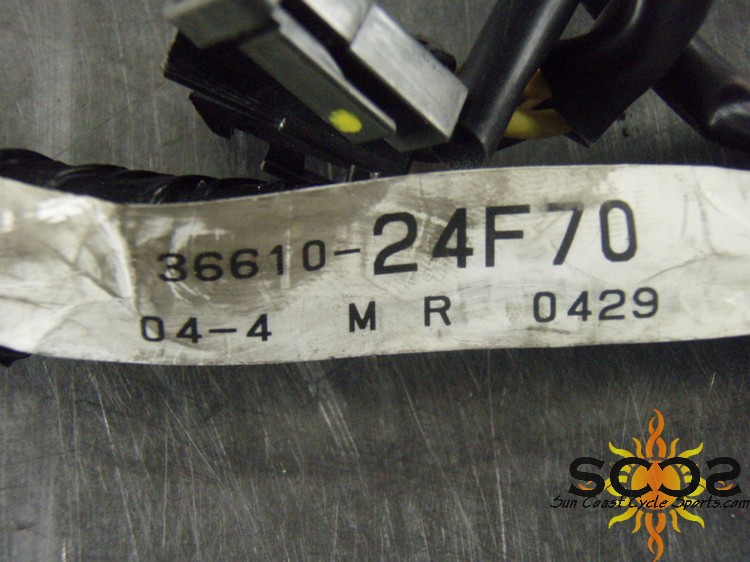 36610-24F70
04-4 M R 0429
SCCS
Sun Coast Cycle Sports.com